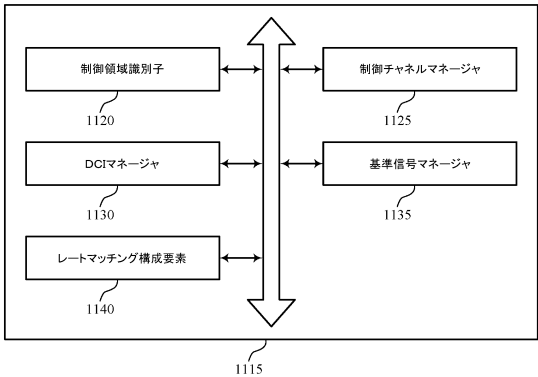 制御領域識別子
制御チャネルマネージャ
1120
1125
DCIマネージャ
基準信号マネージャ
1130
1135
レートマッチング構成要素
1140
1115